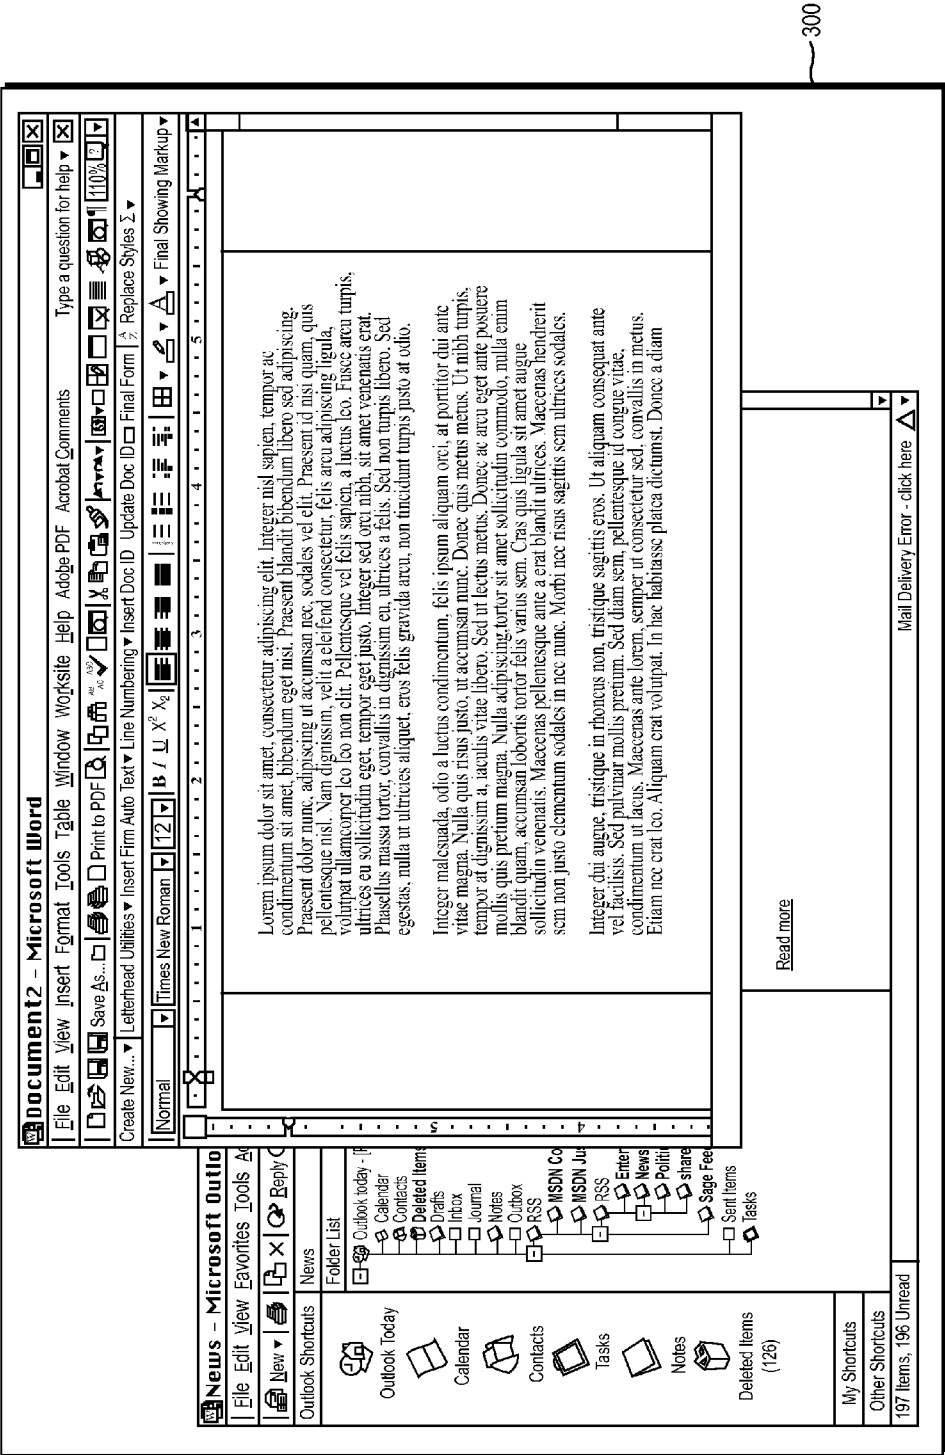 300
Document2 - Microsoft Word
File Edit View Insert Format Tools Table Window Worksite Help Adobe PDF Acrobat Comments Type a question for help
Save As... Print to PDF 110%
Create New... Letterhead Utilities Insert Firm Auto Text Line Numbering Insert Doc ID Update Doc ID Final Form Replace Styles Σ
Normal Times New Roman 12 B I U X² X₂ Final Showing Markup
1 2 3 4 5
Lorem ipsum dolor sit amet, consectetur adipiscing elit. Integer nisl sapien, tempor ac
condimentum sit amet, bibendum eget nisi. Praesent blandit bibendum libero sed adipiscing.
Praesent dolor nunc, adipiscing ut accumsan nec, sodales vel elit. Praesent id nisi quam, quis
pellentesque nisl. Nam dignissim, velit a eleifend consectetur, felis arcu adipiscing ligula,
volutpat ullamcorper leo leo non elit. Pellentesque vel felis sapien, a luctus leo. Fusce arcu turpis,
ultrices eu sollicitudin eget, tempor eget justo. Integer sed orci nibh, sit amet venenatis erat.
Phasellus massa tortor, convallis in dignissim eu, ultrices a felis. Sed non turpis libero. Sed
egestas, nulla ut ultricies aliquet, eros felis gravida arcu, non tincidunt turpis justo at odio.
Integer malesuada, odio a luctus condimentum, felis ipsum aliquam orci, at porttitor dui ante
vitae magna. Nulla quis risus justo, ut accumsan nunc. Donec quis metus metus. Ut nibh turpis,
tempor at dignissim a, iaculis vitae libero. Sed ut lectus metus. Donec ac arcu eget ante posuere
mollis quis pretium magna. Nulla adipiscing tortor sit amet sollicitudin commodo, nulla enim
blandit quam, accumsan lobortis tortor felis varius sem. Cras quis ligula sit amet augue
sollicitudin venenatis. Maecenas pellentesque ante a erat blandit ultrices. Maecenas hendrerit
sem non justo elementum sodales in nec nunc. Morbi nec risus sagittis sem ultrices sodales.
Integer dui augue, tristique in rhoncus non, tristique sagittis eros. Ut aliquam consequat ante
vel facilisis. Sed pulvinar mollis pretium. Sed diam sem, pellentesque id congue vitae,
condimentum ut lacus. Maecenas ante lorem, semper ut consectetur sed, convallis in metus.
Etiam nec erat leo. Aliquam erat volutpat. In hac habitasse platea dictumst. Donec a diam
News - Microsoft Outlo
File Edit View Favorites Tools A
New Reply
Outlook Shortcuts
News
Folder List
Outlook Today
Calendar
Contacts
Tasks
Notes
Deleted Items
(126)
My Shortcuts
Other Shortcuts
Outlook today - [P
Calendar
Contacts
Deleted Items
Drafts
Inbox
Journal
Notes
Outbox
RSS
MSDN Co
MSDN Jus
RSS
Enter
News
Politi
share
Sage Fee
Sent Items
Tasks
Read more
197 Items, 196 Unread
Mail Delivery Error - click here